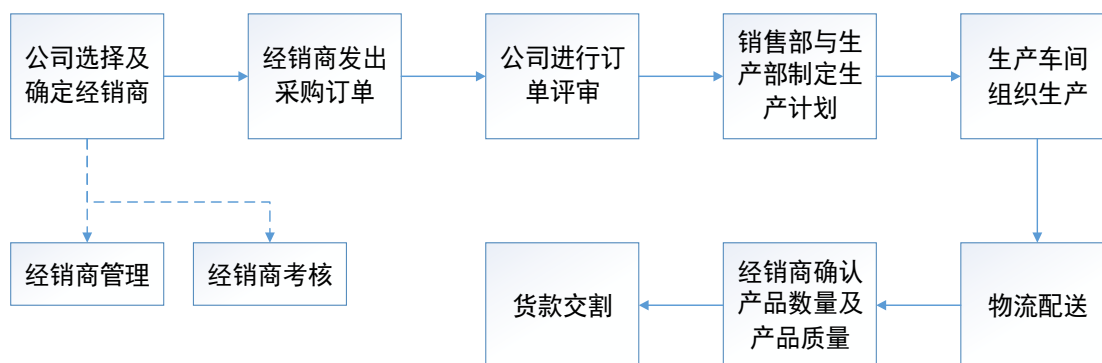 公司选择及
确定经销商
经销商发出
采购订单
公司进行订
单评审
销售部与生
产部制定生
产计划
生产车间
组织生产
经销商管理
经销商考核
货款交割
经销商确认
产品数量及
产品质量
物流配送